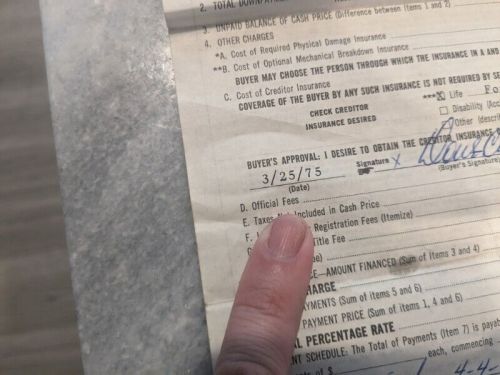 2. TOTAL
3. UNPAID BALANCE OF CASH PRICE (Difference between Items 1 and 2)
4. OTHER CHARGES
*A. Cost of Required Physical Damage Insurance
**B. Cost of Optional Mechanical Breakdown Insurance
BUYER MAY CHOOSE THE PERSON THROUGH WHICH THE INSURANCE IN A AND
C. Cost of Creditor Insurance
COVERAGE OF THE BUYER BY ANY SUCH INSURANCE IS NOT REQUIRED BY
CHECK CREDITOR
INSURANCE DESIRED
***X Life Fo
Disability
Other
BUYER'S APPROVAL: I DESIRE TO OBTAIN THE CREDITOR INSURANCE
3/25/75 Signature X
(Date) (Buyer's Signature)
D. Official Fees
E. Taxes Included in Cash Price
F. Registration Fees (Itemize)
Title Fee
—AMOUNT FINANCED (Sum of Items 3 and 4)
YMENTS (Sum of items 5 and 6)
PAYMENT PRICE (Sum of items 1, 4 and 6)
PERCENTAGE RATE
SCHEDULE: The Total of Payments (Item 7) is
of $ each, commencing
4-4-